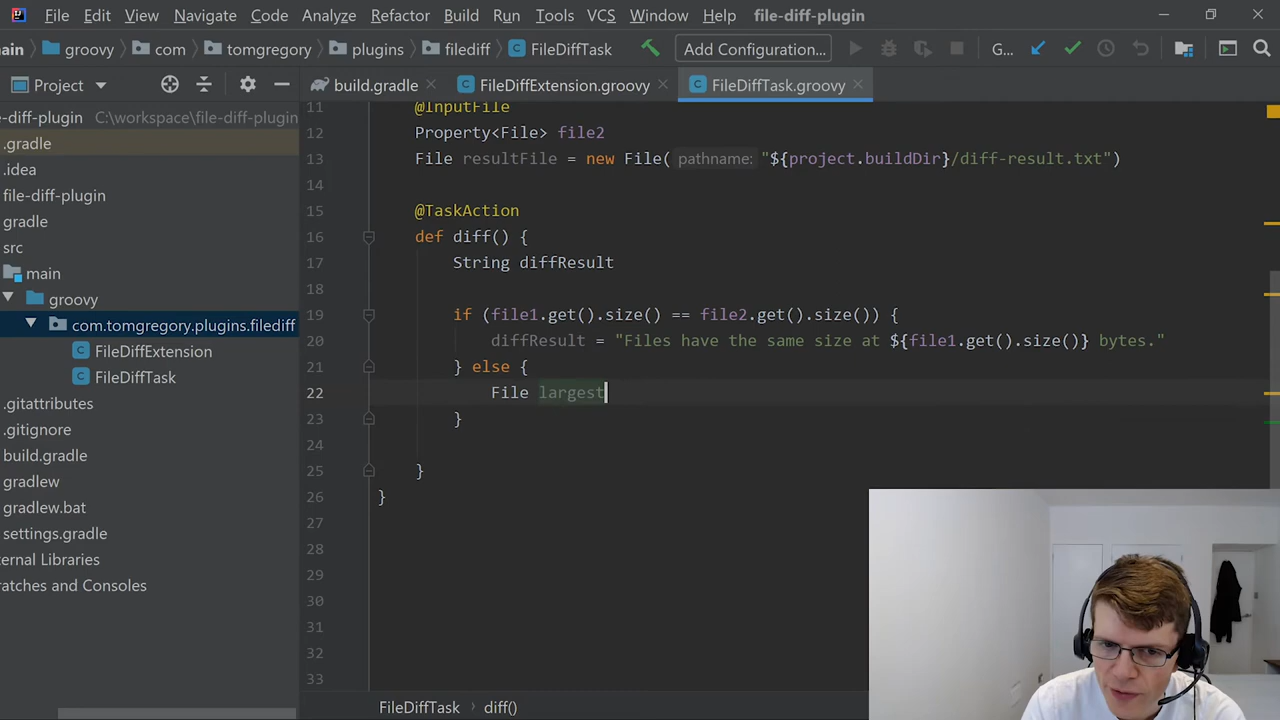 File Edit View Navigate Code Analyze Refactor Build Run Tools VCS Window Help file-diff-plugin
main groovy com tomgregory plugins filediff FileDiffTask Add Configuration... G...
Project build.gradle FileDiffExtension.groovy FileDiffTask.groovy
e-diff-plugin C:\workspace\file-diff-plugin
.gradle
.idea
file-diff-plugin
gradle
src
main
groovy
com.tomgregory.plugins.filediff
FileDiffExtension
FileDiffTask
.gitattributes
.gitignore
build.gradle
gradlew
gradlew.bat
settings.gradle
ernal Libraries
ratches and Consoles
11 @InputFile
12 Property<File> file2
13 File resultFile = new File( pathname: "${project.buildDir}/diff-result.txt")
14
15 @TaskAction
16 def diff() {
17 String diffResult
18
19 if (file1.get().size() == file2.get().size()) {
20 diffResult = "Files have the same size at ${file1.get().size()} bytes."
21 } else {
22 File largest
23 }
24
25 }
26 }
27
28
29
30
31
32
33
FileDiffTask diff()